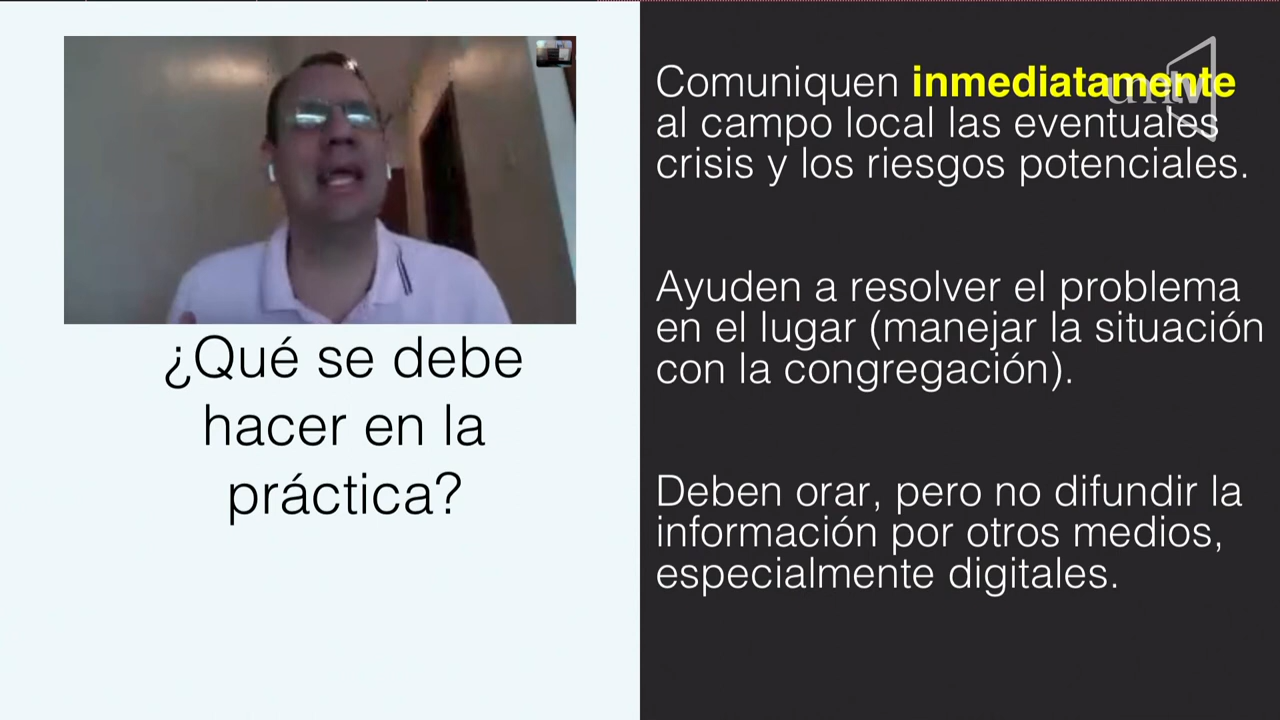 ¿Qué se debe
hacer en la
práctica?
Comuniquen inmediatamente
al campo local las eventuales
crisis y los riesgos potenciales.
Ayuden a resolver el problema
en el lugar (manejar la situación
con la congregación).
Deben orar, pero no difundir la
información por otros medios,
especialmente digitales.